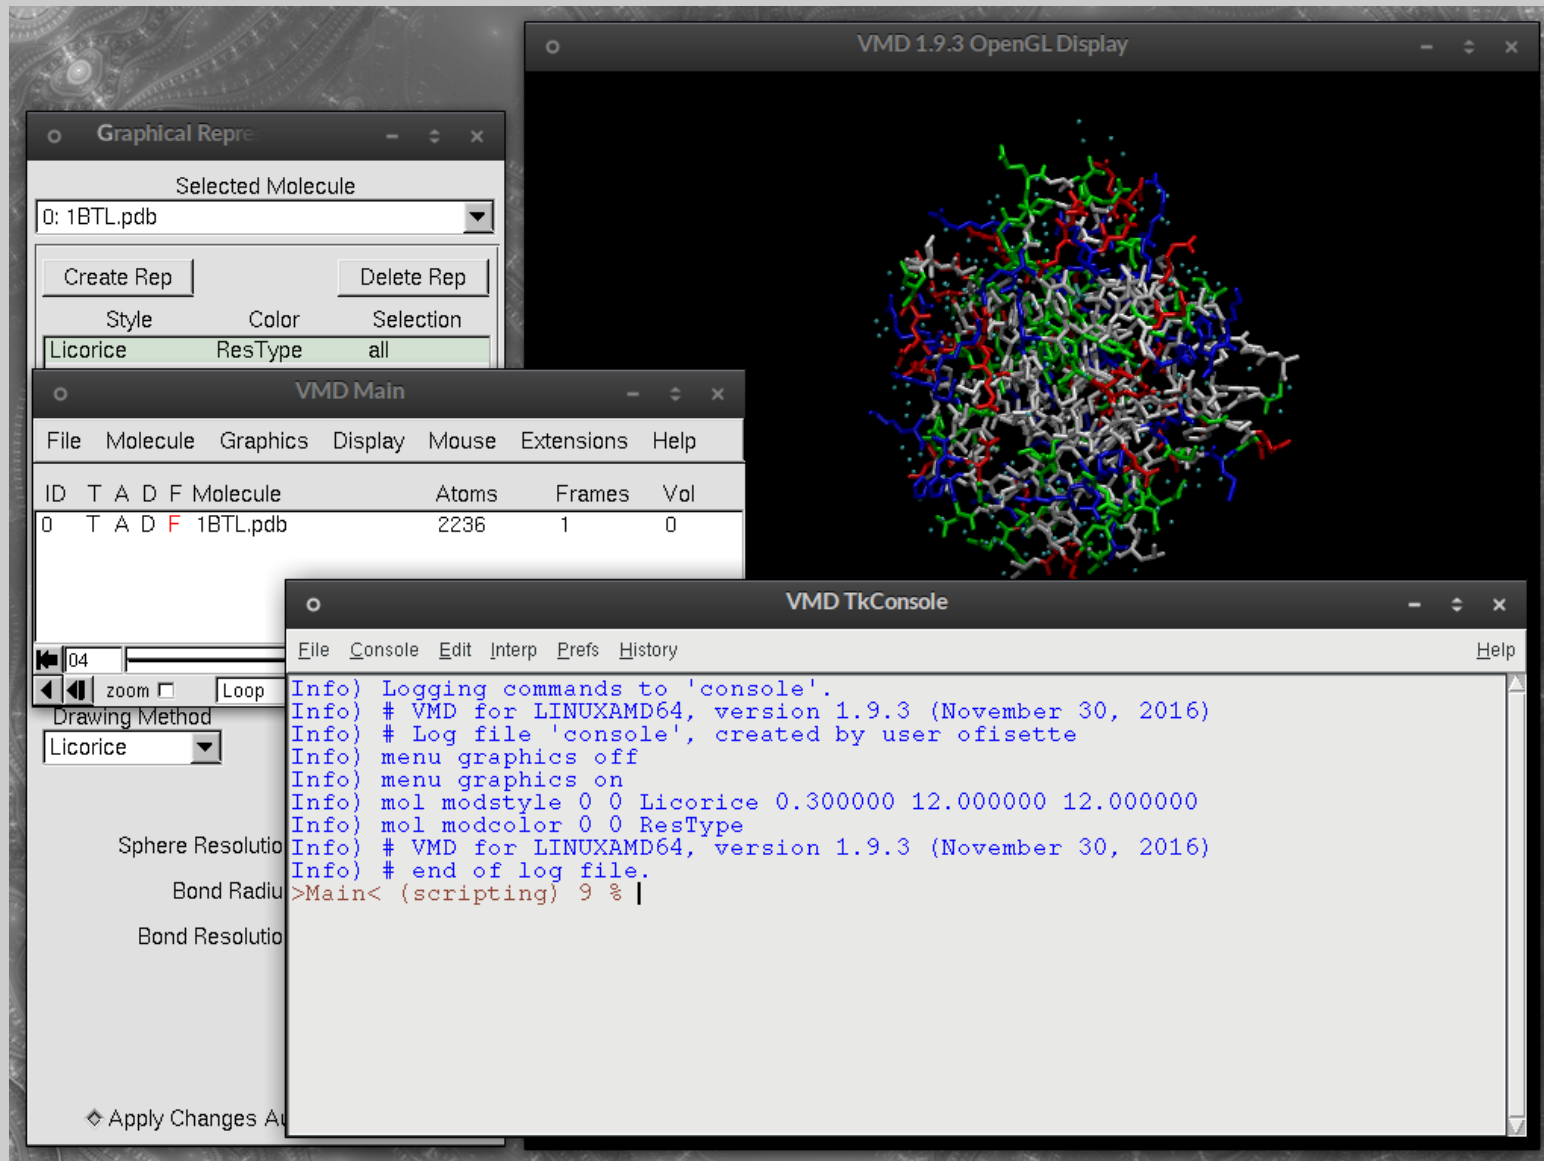 VMD 1.9.3 OpenGL Display
Graphical Repres
Selected Molecule
0: 1BTL.pdb
Create Rep Delete Rep
Style Color Selection
Licorice ResType all
VMD Main
File Molecule Graphics Display Mouse Extensions Help
ID T A D F Molecule Atoms Frames Vol
0 T A D F 1BTL.pdb 2236 1 0
04
zoom Loop
VMD TkConsole
File Console Edit Interp Prefs History Help
Info) Logging commands to 'console'.
Info) # VMD for LINUXAMD64, version 1.9.3 (November 30, 2016)
Info) # Log file 'console', created by user ofisette
Info) menu graphics off
Info) menu graphics on
Info) mol modstyle 0 0 Licorice 0.300000 12.000000 12.000000
Info) mol modcolor 0 0 ResType
Info) # VMD for LINUXAMD64, version 1.9.3 (November 30, 2016)
Info) # end of log file.
>Main< (scripting) 9 %
Drawing Method
Licorice
Sphere Resolutio
Bond Radiu
Bond Resolutio
Apply Changes Au